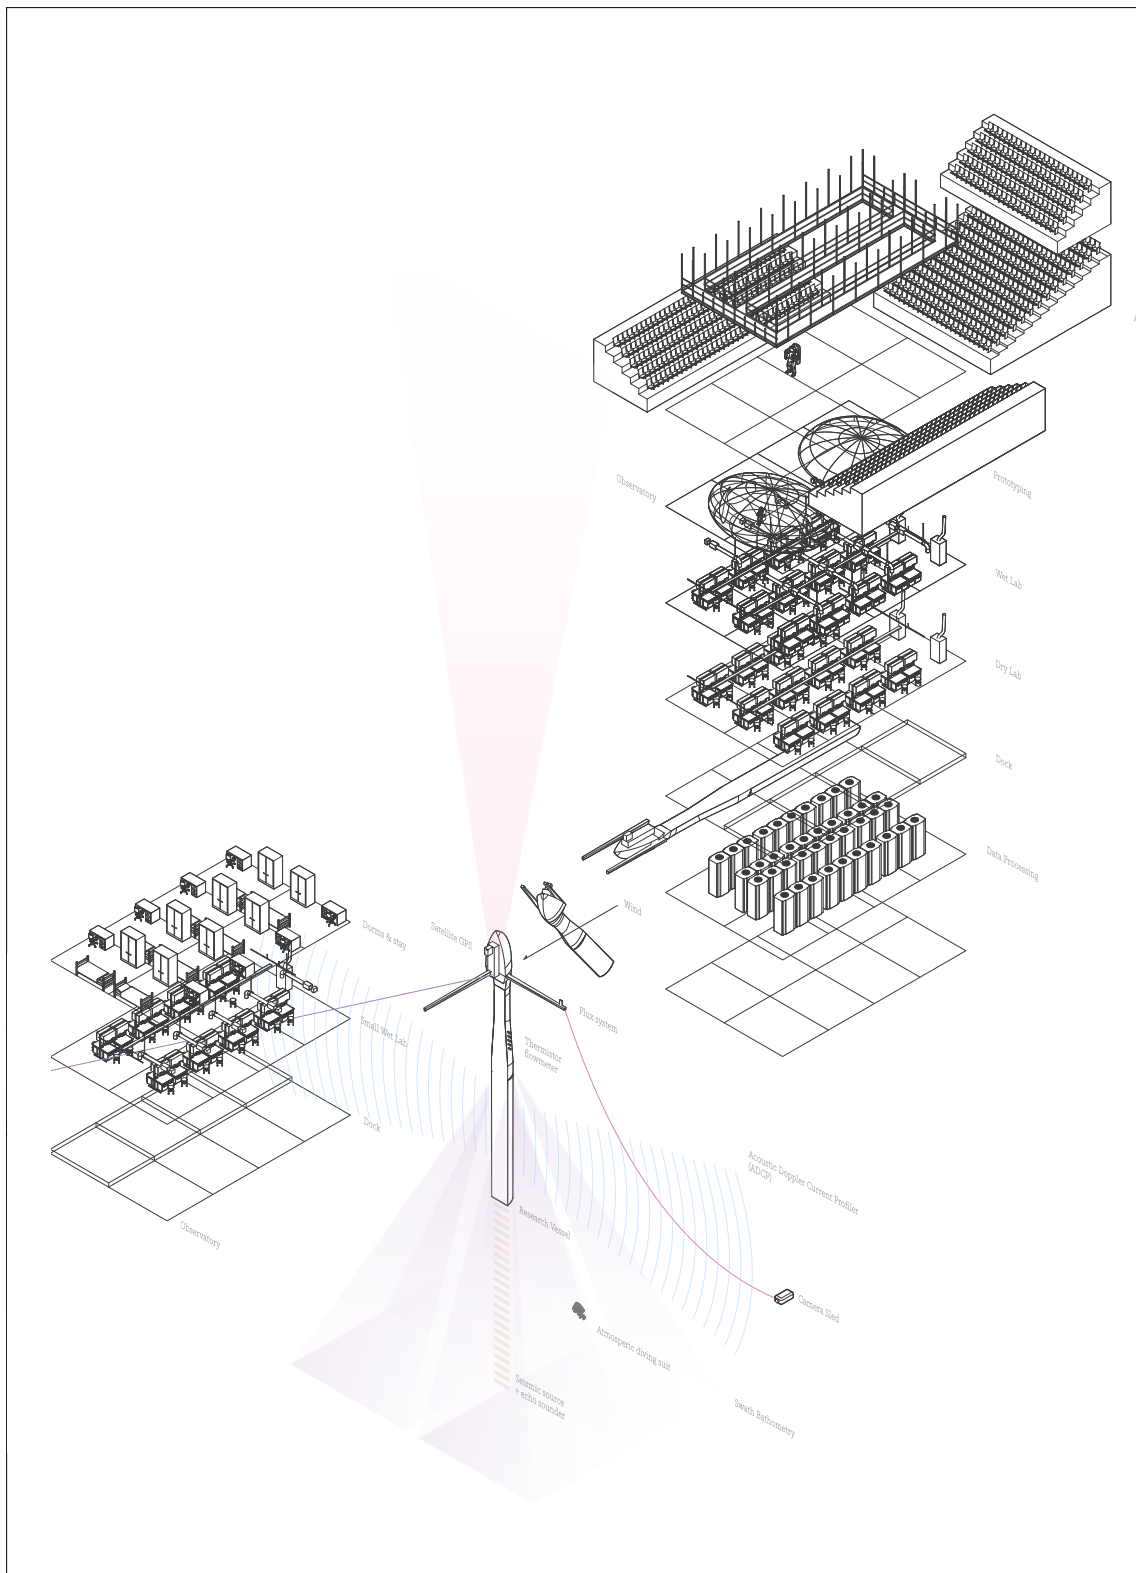 A
Observatory
Prototyping
Wet Lab
Dry Lab
Dock
Data Processing
Wind
Dorms & stay
Satellite GPS
Flux system
Small Wet Lab
Thermistor
flowmeter
Dock
Acoustic Doppler Current Profiler
(ADCP)
Research Vessel
Observatory
Camera Sled
Atmosperic diving suit
Seismic source
+ echo sounder
Swath Bathometry